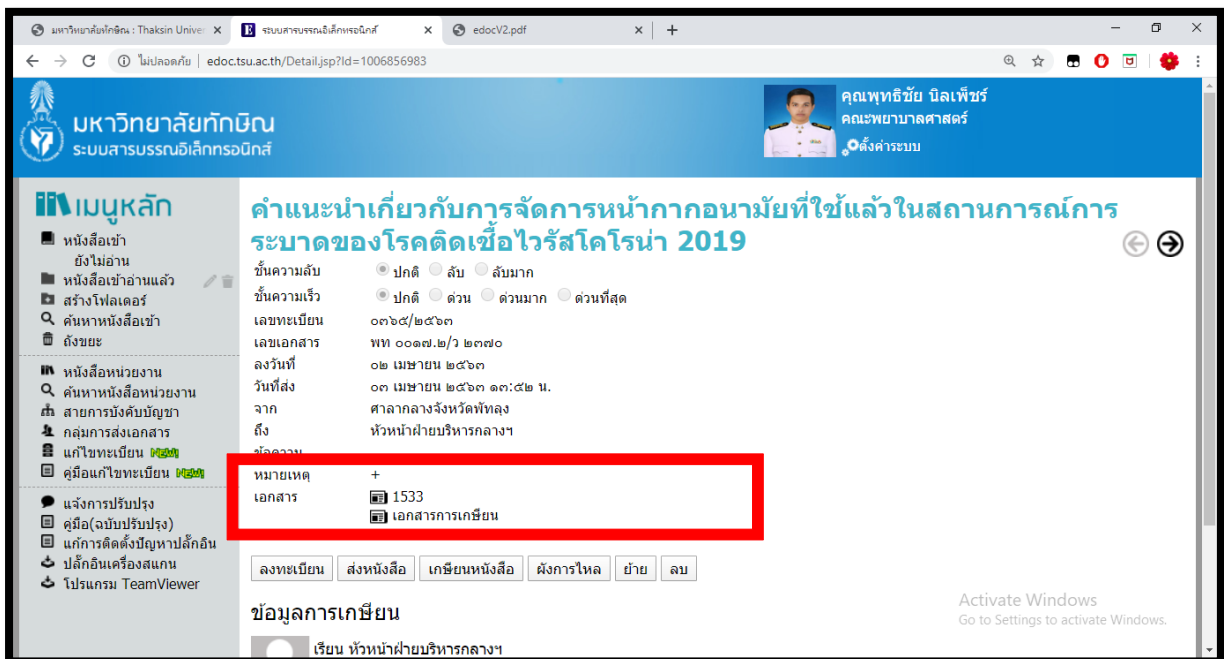 มหาวิทยาลัยทักษิณ : Thaksin Univer
ระบบสารบรรณอิเล็กทรอนิกส์
edocV2.pdf
ไม่ปลอดภัย | edoc.tsu.ac.th/Detail.jsp?Id=1006856983
มหาวิทยาลัยทักษิณ
ระบบสารบรรณอิเล็กทรอนิกส์
คุณพุทธิชัย นิลเพ็ชร์
คณะพยาบาลศาสตร์
ตั้งค่าระบบ
เมนูหลัก
หนังสือเข้า
ยังไม่อ่าน
หนังสือเข้าอ่านแล้ว
สร้างโฟลเดอร์
ค้นหาหนังสือเข้า
ถังขยะ
หนังสือหน่วยงาน
ค้นหาหนังสือหน่วยงาน
สายการบังคับบัญชา
กลุ่มการส่งเอกสาร
แก้ไขทะเบียน NEW
คู่มือแก้ไขทะเบียน NEW
แจ้งการปรับปรุง
คู่มือ(ฉบับปรับปรุง)
แก้การติดตั้งปัญหาปลั๊กอิน
ปลั๊กอินเครื่องสแกน
โปรแกรม TeamViewer
คำแนะนำเกี่ยวกับการจัดการหน้ากากอนามัยที่ใช้แล้วในสถานการณ์การ
ระบาดของโรคติดเชื้อไวรัสโคโรน่า 2019
ชั้นความลับ ปกติ ลับ ลับมาก
ชั้นความเร็ว ปกติ ด่วน ด่วนมาก ด่วนที่สุด
เลขทะเบียน ๐๓๖๕/๒๕๖๓
เลขเอกสาร พท ๐๐๑๗.๒/ว ๒๓๗๐
ลงวันที่ ๐๒ เมษายน ๒๕๖๓
วันที่ส่ง ๐๓ เมษายน ๒๕๖๓ ๑๓:๕๒ น.
จาก ศาลากลางจังหวัดพัทลุง
ถึง หัวหน้าฝ่ายบริหารกลางฯ
ข้อความ
หมายเหตุ +
เอกสาร 1533
เอกสารการเกษียน
ลงทะเบียน ส่งหนังสือ เกษียนหนังสือ ผังการไหล ย้าย ลบ
ข้อมูลการเกษียน
เรียน หัวหน้าฝ่ายบริหารกลางฯ
Activate Windows
Go to Settings to activate Windows.